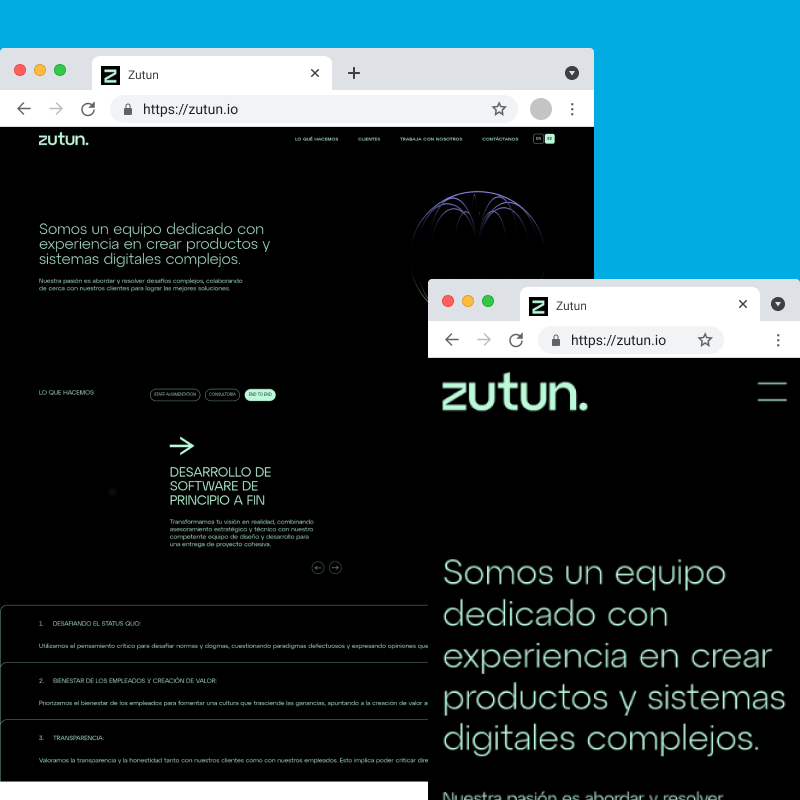 Zutun
https://zutun.io
zutun.
LO QUÉ HACEMOS CLIENTES TRABAJA CON NOSOTROS CONTÁCTANOS EN ES
Somos un equipo dedicado con
experiencia en crear productos y
sistemas digitales complejos.
Nuestra pasión es abordar y resolver desafíos complejos, colaborando
de cerca con nuestros clientes para lograr las mejores soluciones.
LO QUE HACEMOS
STAFF AUGMENTATION CONSULTORÍA END TO END
DESARROLLO DE
SOFTWARE DE
PRINCIPIO A FIN
Transformamos tu visión en realidad, combinando
asesoramiento estratégico y técnico con nuestro
competente equipo de diseño y desarrollo para
una entrega de proyecto cohesiva.
1. DESAFIANDO EL STATUS QUO:
Utilizamos el pensamiento crítico para desafiar normas y dogmas, cuestionando paradigmas defectuosos y expresando opiniones que
2. BIENESTAR DE LOS EMPLEADOS Y CREACIÓN DE VALOR:
Priorizamos el bienestar de los empleados para fomentar una cultura que trasciende las ganancias, apuntando a la creación de valor a
3. TRANSPARENCIA:
Valoramos la transparencia y la honestidad tanto con nuestros clientes como con nuestros empleados. Esto implica poder criticar dire
Zutun
https://zutun.io
zutun.
Somos un equipo
dedicado con
experiencia en crear
productos y sistemas
digitales complejos.
Nuestra pasión es abordar y resolver